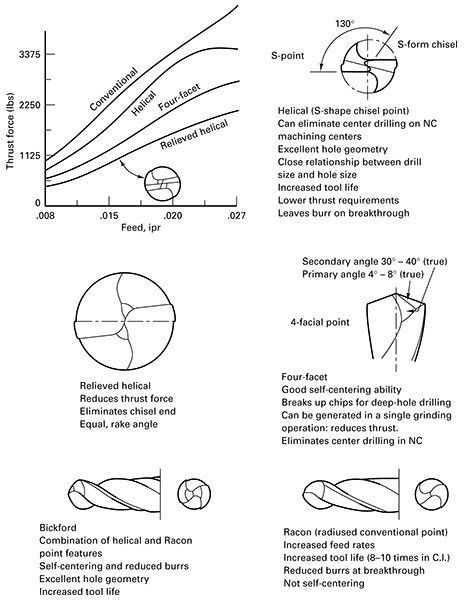 Thrust force (lbs)
3375
2250
1125
0
Conventional
Helical
Four-facet
Relieved helical
.008
.015
.020
.027
Feed, ipr
130°
S-form chisel
S-point
Helical (S-shape chisel point)
Can eliminate center drilling on NC
machining centers
Excellent hole geometry
Close relationship between drill
size and hole size
Increased tool life
Lower thrust requirements
Leaves burr on breakthrough
Relieved helical
Reduces thrust force
Eliminates chisel end
Equal, rake angle
Secondary angle 30° – 40° (true)
Primary angle 4° – 8° (true)
4-facial point
Four-facet
Good self-centering ability
Breaks up chips for deep-hole drilling
Can be generated in a single grinding
operation: reduces thrust.
Eliminates center drilling in NC
Bickford
Combination of helical and Racon
point features
Self-centering and reduced burrs
Excellent hole geometry
Increased tool life
Racon (radiused conventional point)
Increased feed rates
Increased tool life (8–10 times in C.I.)
Reduced burrs at breakthrough
Not self-centering